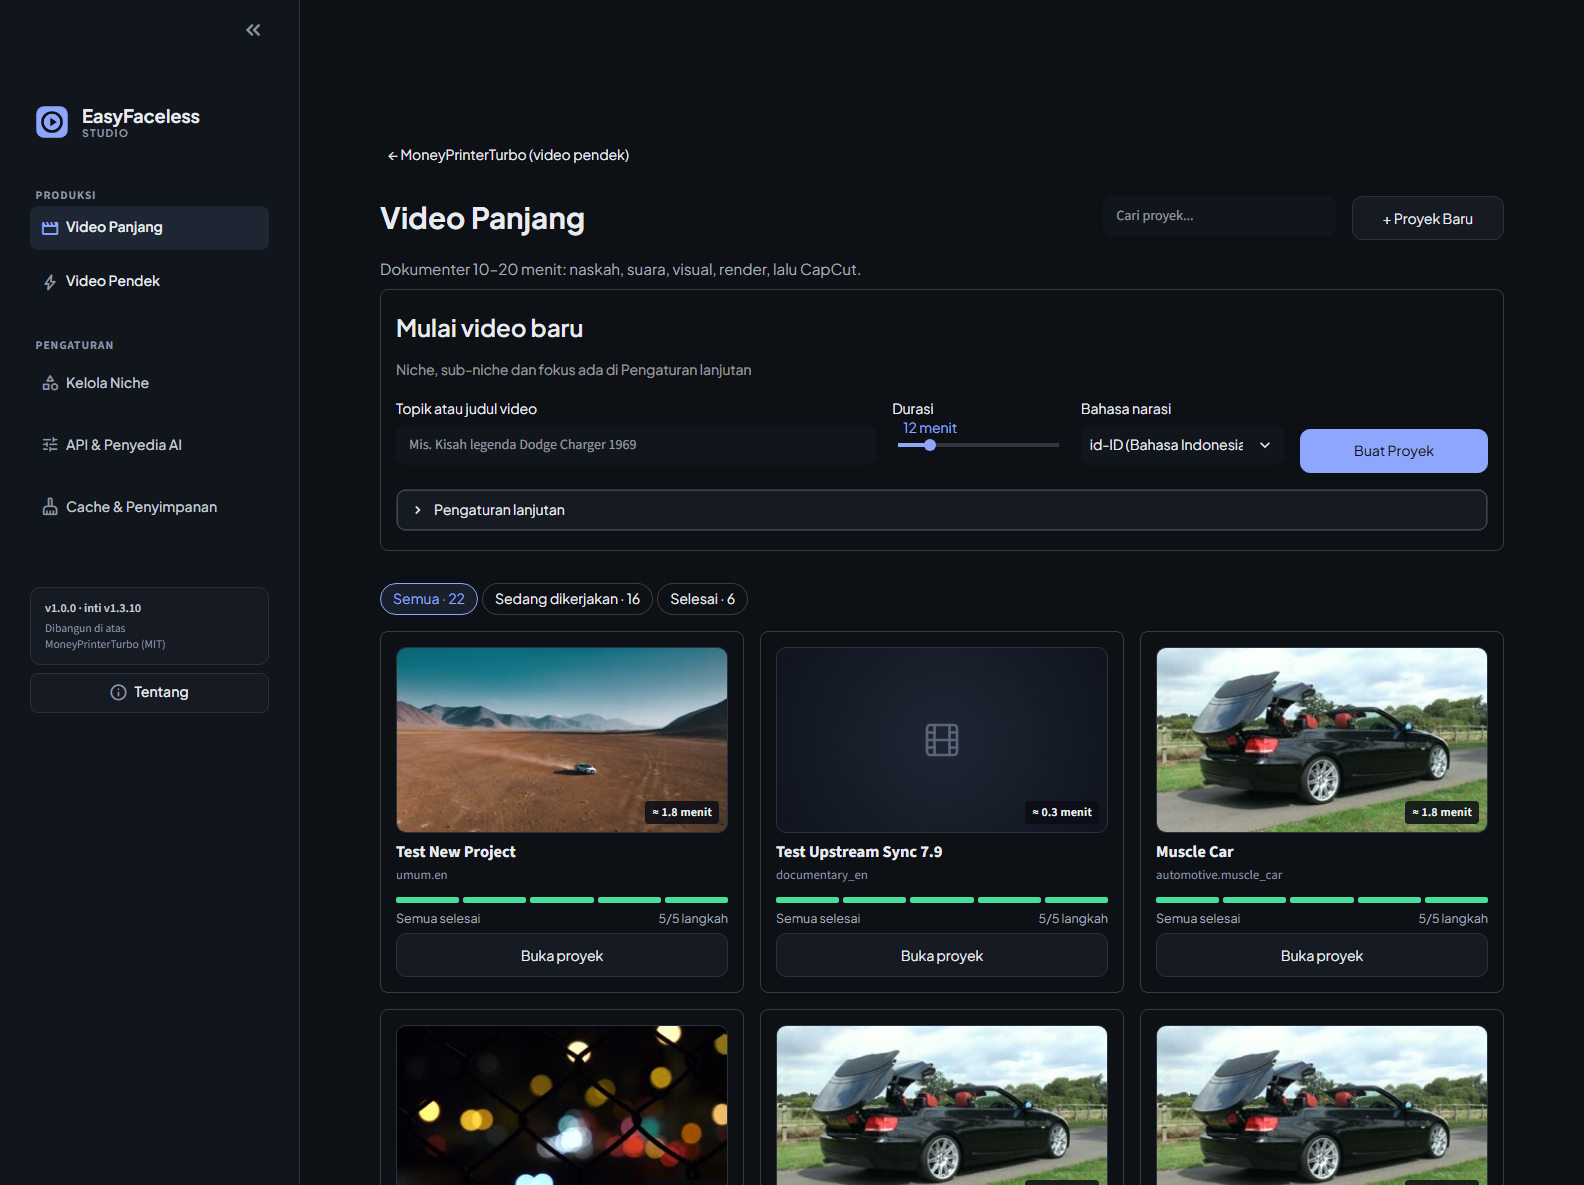 EasyFaceless
STUDIO
PRODUKSI
Video Panjang
Video Pendek
PENGATURAN
Kelola Niche
API & Penyedia AI
Cache & Penyimpanan
v1.0.0 · inti v1.3.10
Dibangun di atas
MoneyPrinterTurbo (MIT)
Tentang
← MoneyPrinterTurbo (video pendek)
Video Panjang
Cari proyek...
+ Proyek Baru
Dokumenter 10–20 menit: naskah, suara, visual, render, lalu CapCut.
Mulai video baru
Niche, sub-niche dan fokus ada di Pengaturan lanjutan
Topik atau judul video
Durasi
Bahasa narasi
12 menit
Mis. Kisah legenda Dodge Charger 1969
id-ID (Bahasa Indonesia
Buat Proyek
Pengaturan lanjutan
Semua · 22
Sedang dikerjakan · 16
Selesai · 6
≈ 1.8 menit
≈ 0.3 menit
≈ 1.8 menit
Test New Project
umum.en
Semua selesai
5/5 langkah
Buka proyek
Test Upstream Sync 7.9
documentary_en
Semua selesai
5/5 langkah
Buka proyek
Muscle Car
automotive.muscle_car
Semua selesai
5/5 langkah
Buka proyek